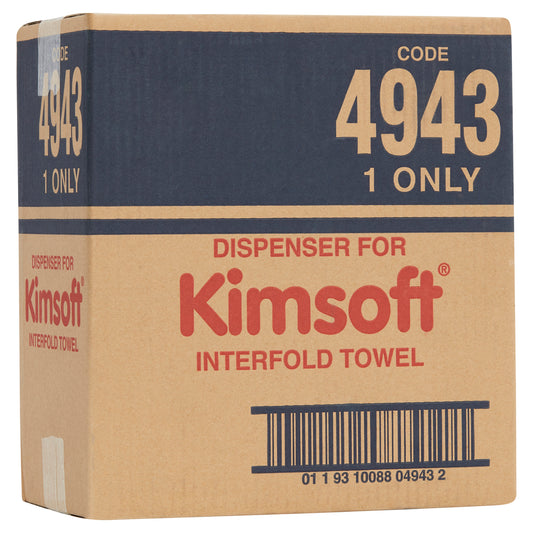 CODE
4943
1 ONLY
DISPENSER FOR
Kimsoft®
INTERFOLD TOWEL
CODE
4943
1 ONLY
DISPENSER FOR
Kimsoft®
INTERFOLD TOWEL
01 1 93 10088 04943 2